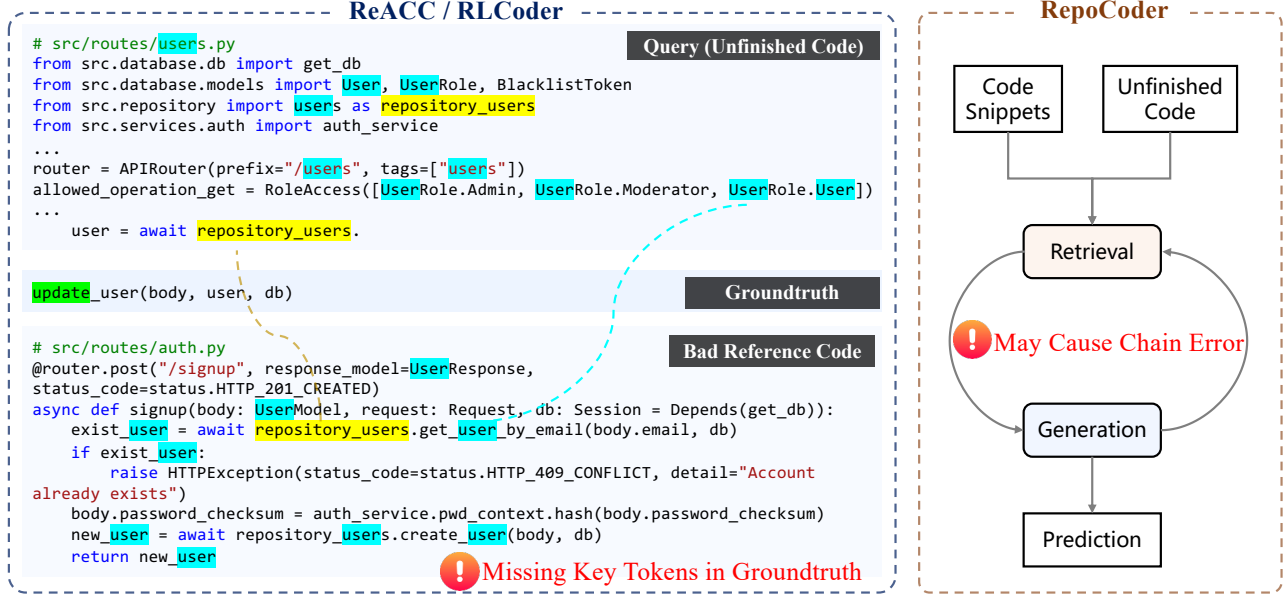 ReACC / RLCoder
# src/routes/users.py
Query (Unfinished Code)
from src.database.db import get_db
from src.database.models import User, UserRole, BlacklistToken
from src.repository import users as repository_users
from src.services.auth import auth_service
...
router = APIRouter(prefix="/users", tags=["users"])
allowed_operation_get = RoleAccess([UserRole.Admin, UserRole.Moderator, UserRole.User])
...
    user = await repository_users.
update_user(body, user, db)
Groundtruth
# src/routes/auth.py
Bad Reference Code
@router.post("/signup", response_model=UserResponse,
status_code=status.HTTP_201_CREATED)
async def signup(body: UserModel, request: Request, db: Session = Depends(get_db)):
    exist_user = await repository_users.get_user_by_email(body.email, db)
    if exist_user:
        raise HTTPException(status_code=status.HTTP_409_CONFLICT, detail="Account
already exists")
    body.password_checksum = auth_service.pwd_context.hash(body.password_checksum)
    new_user = await repository_users.create_user(body, db)
    return new_user
! Missing Key Tokens in Groundtruth
RepoCoder
Code
Snippets
Unfinished
Code
Retrieval
! May Cause Chain Error
Generation
Prediction